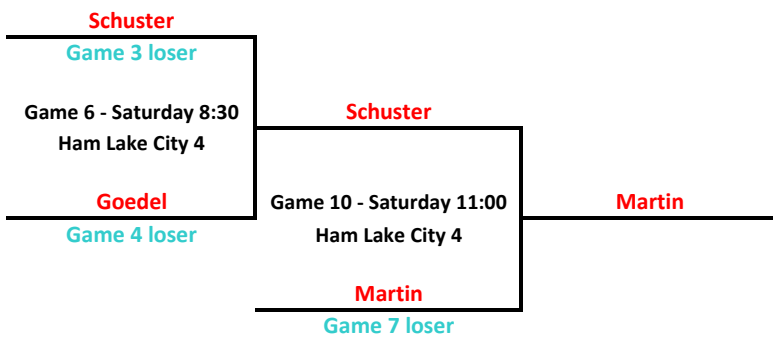 Schuster
Game 3 loser
Game 6 - Saturday 8:30
Ham Lake City 4
Schuster
Goedel
Game 4 loser
Game 10 - Saturday 11:00
Ham Lake City 4
Martin
Martin
Game 7 loser